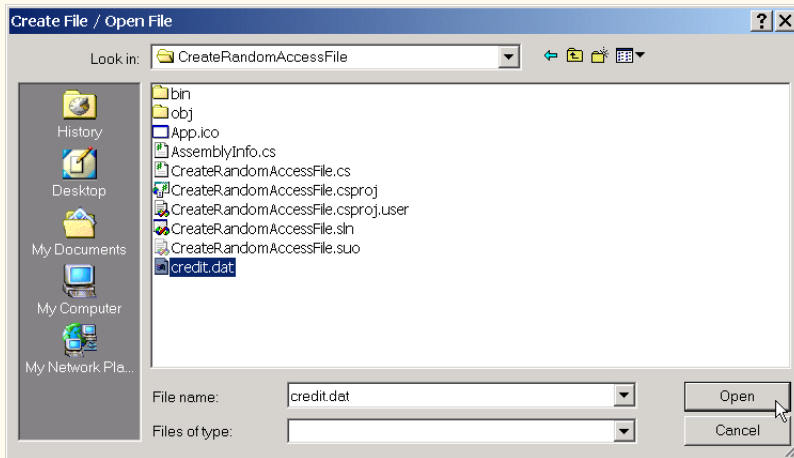 Create File / Open File
Look in: CreateRandomAccessFile
History
Desktop
My Documents
My Computer
My Network Pla...
bin
obj
App.ico
AssemblyInfo.cs
CreateRandomAccessFile.cs
CreateRandomAccessFile.csproj
CreateRandomAccessFile.csproj.user
CreateRandomAccessFile.sln
CreateRandomAccessFile.suo
credit.dat
File name: credit.dat Open
Files of type: Cancel